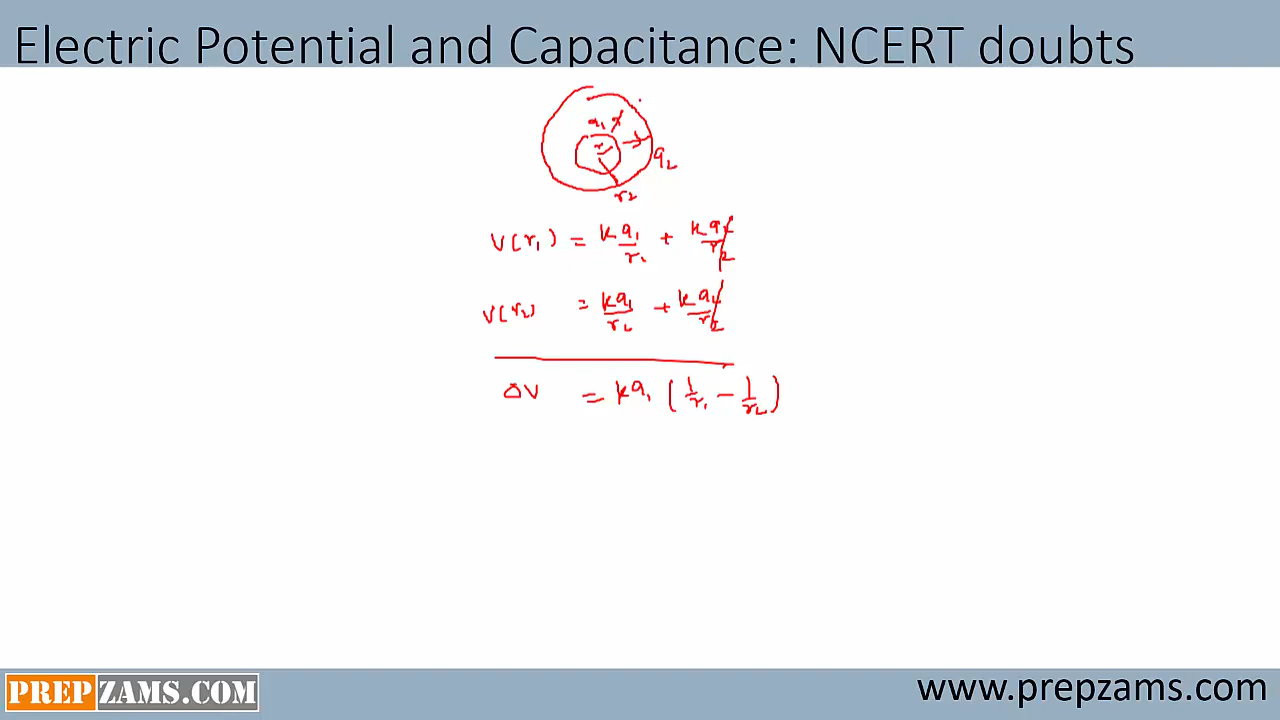 Electric Potential and Capacitance: NCERT doubts
q1
r1
q2
r2
V(r1) = kq1/r1 + kq2/r2
V(r2) = kq1/r2 + kq2/r2
ΔV = kq1 (1/r1 - 1/r2)
PREPZAMS.COM
www.prepzams.com